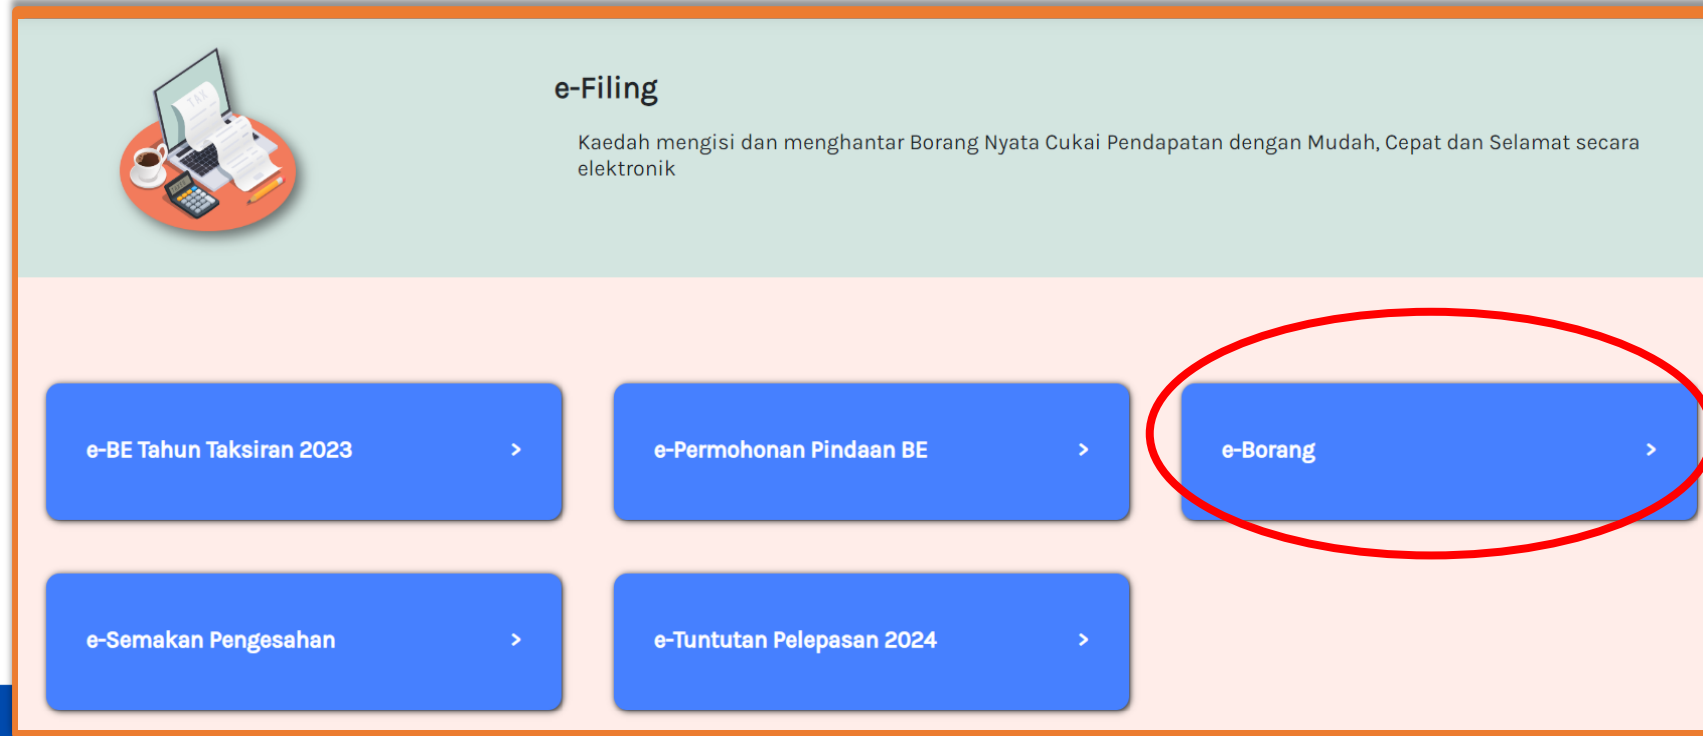 TAX
e-Filing
Kaedah mengisi dan menghantar Borang Nyata Cukai Pendapatan dengan Mudah, Cepat dan Selamat secara
elektronik
e-BE Tahun Taksiran 2023 >
e-Permohonan Pindaan BE >
e-Borang >
e-Semakan Pengesahan >
e-Tuntutan Pelepasan 2024 >